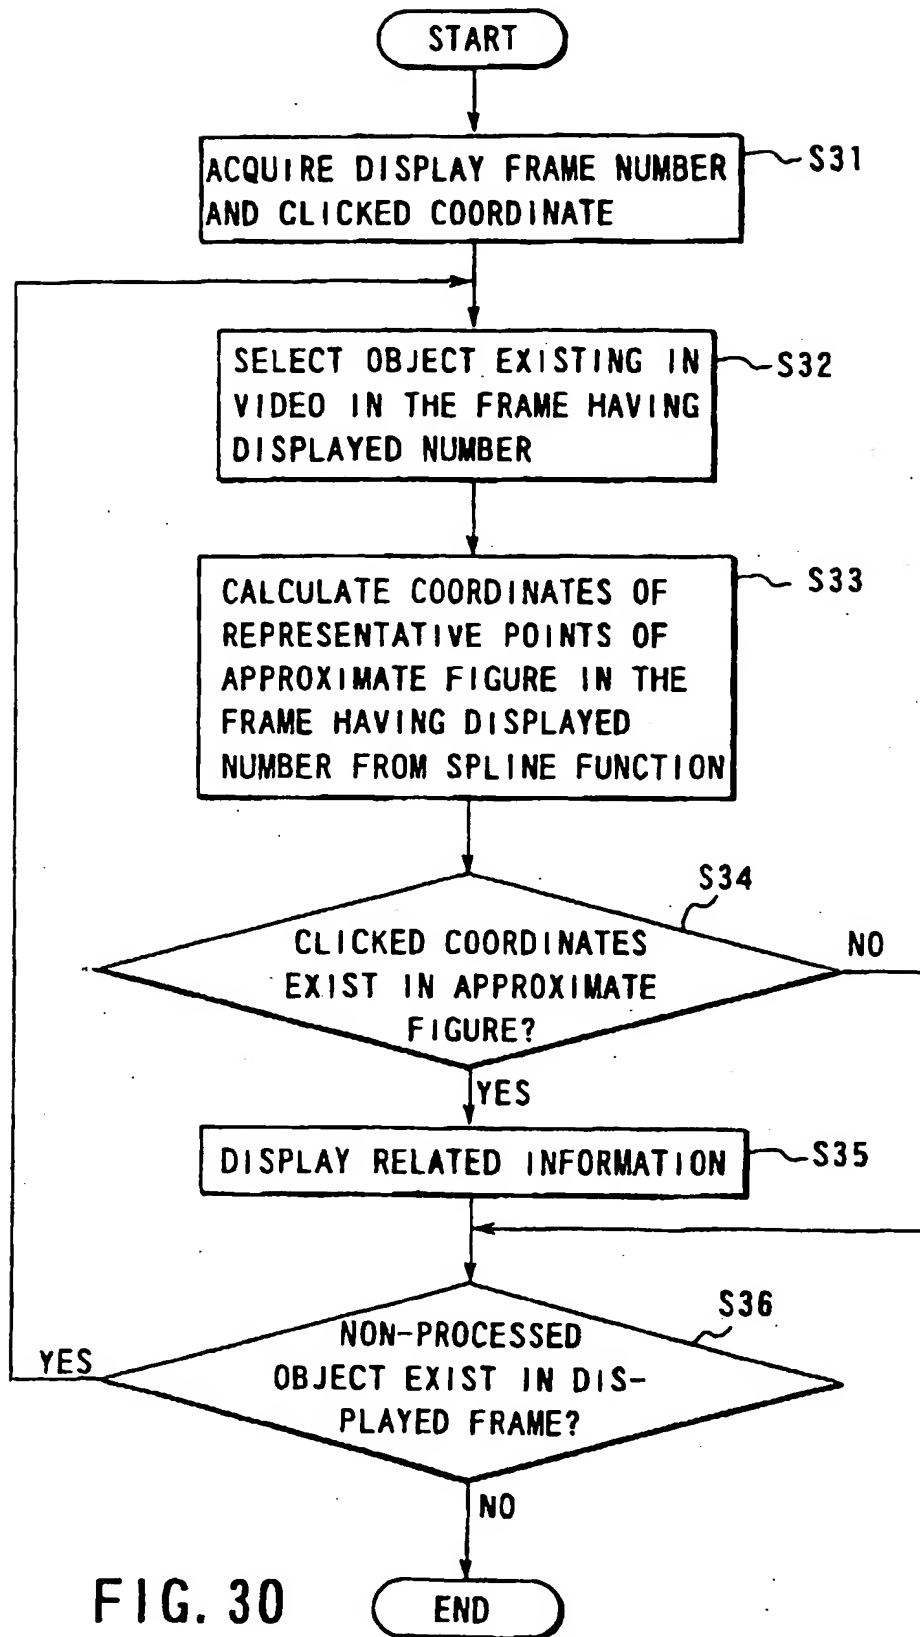 START
ACQUIRE DISPLAY FRAME NUMBER
AND CLICKED COORDINATE
S31
SELECT OBJECT EXISTING IN
VIDEO IN THE FRAME HAVING
DISPLAYED NUMBER
S32
CALCULATE COORDINATES OF
REPRESENTATIVE POINTS OF
APPROXIMATE FIGURE IN THE
FRAME HAVING DISPLAYED
NUMBER FROM SPLINE FUNCTION
S33
S34
CLICKED COORDINATES
EXIST IN APPROXIMATE
FIGURE?
NO
YES
DISPLAY RELATED INFORMATION
S35
S36
NON-PROCESSED
OBJECT EXIST IN DIS-
PLAYED FRAME?
YES
NO
END
FIG. 30